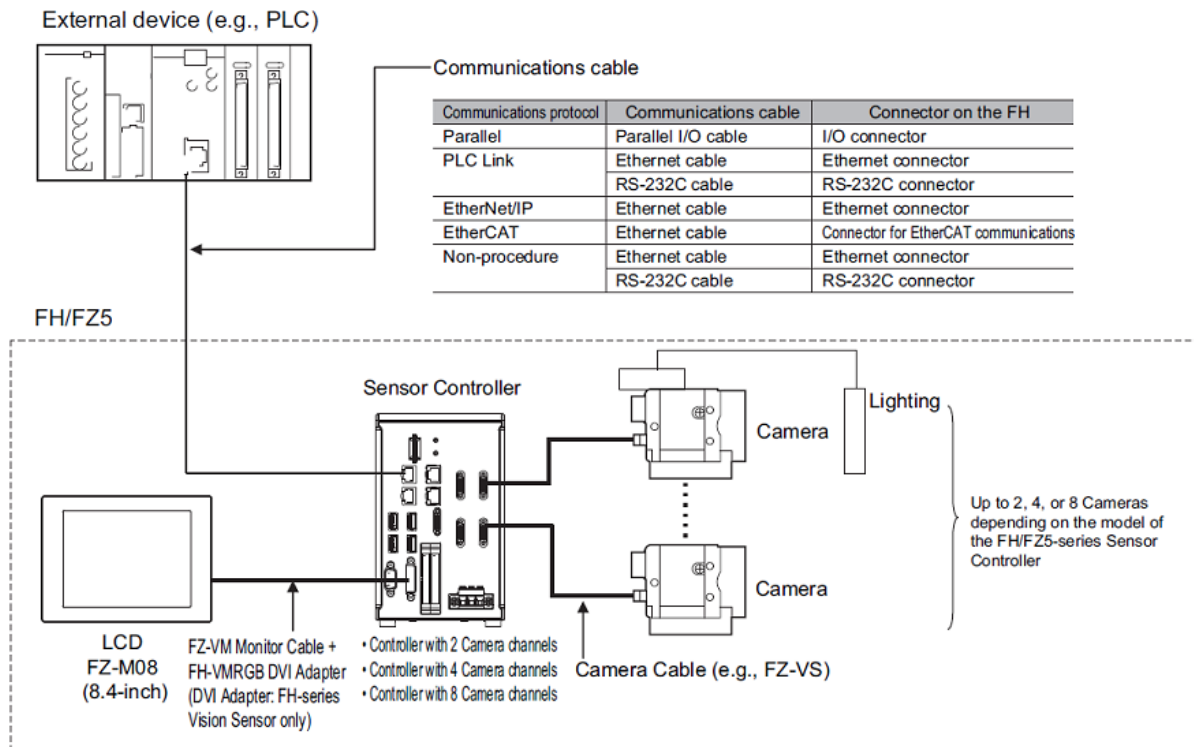 External device (e.g., PLC)
Communications cable
Communications protocol Communications cable Connector on the FH
Parallel Parallel I/O cable I/O connector
PLC Link Ethernet cable Ethernet connector
RS-232C cable RS-232C connector
EtherNet/IP Ethernet cable Ethernet connector
EtherCAT Ethernet cable Connector for EtherCAT communications
Non-procedure Ethernet cable Ethernet connector
RS-232C cable RS-232C connector
FH/FZ5
Sensor Controller
Lighting
Camera
Up to 2, 4, or 8 Cameras
depending on the model of
the FH/FZ5-series Sensor
Controller
Camera
LCD
FZ-M08
(8.4-inch)
FZ-VM Monitor Cable +
FH-VMRGB DVI Adapter
(DVI Adapter: FH-series
Vision Sensor only)
• Controller with 2 Camera channels
• Controller with 4 Camera channels
• Controller with 8 Camera channels
Camera Cable (e.g., FZ-VS)